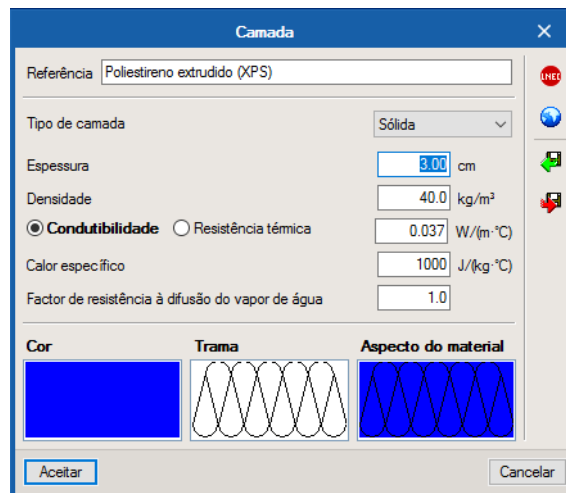 Camada
Referência Poliestireno extrudido (XPS)
LNEC
Tipo de camada Sólida
Espessura 3.00 cm
Densidade 40.0 kg/m³
Condutibilidade Resistência térmica 0.037 W/(m·°C)
Calor específico 1000 J/(kg·°C)
Factor de resistência à difusão do vapor de água 1.0
Cor Trama Aspecto do material
Aceitar Cancelar